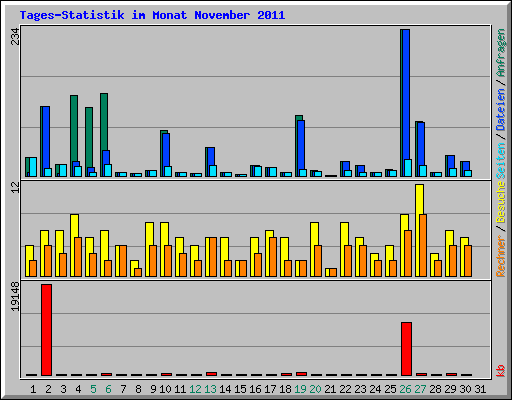 Tages-Statistik im Monat November 2011
234
Anfragen / Dateien / Seiten
12
Rechner / Besuche
19148
kb
1 2 3 4 5 6 7 8 9 10 11 12 13 14 15 16 17 18 19 20 21 22 23 24 25 26 27 28 29 30 31